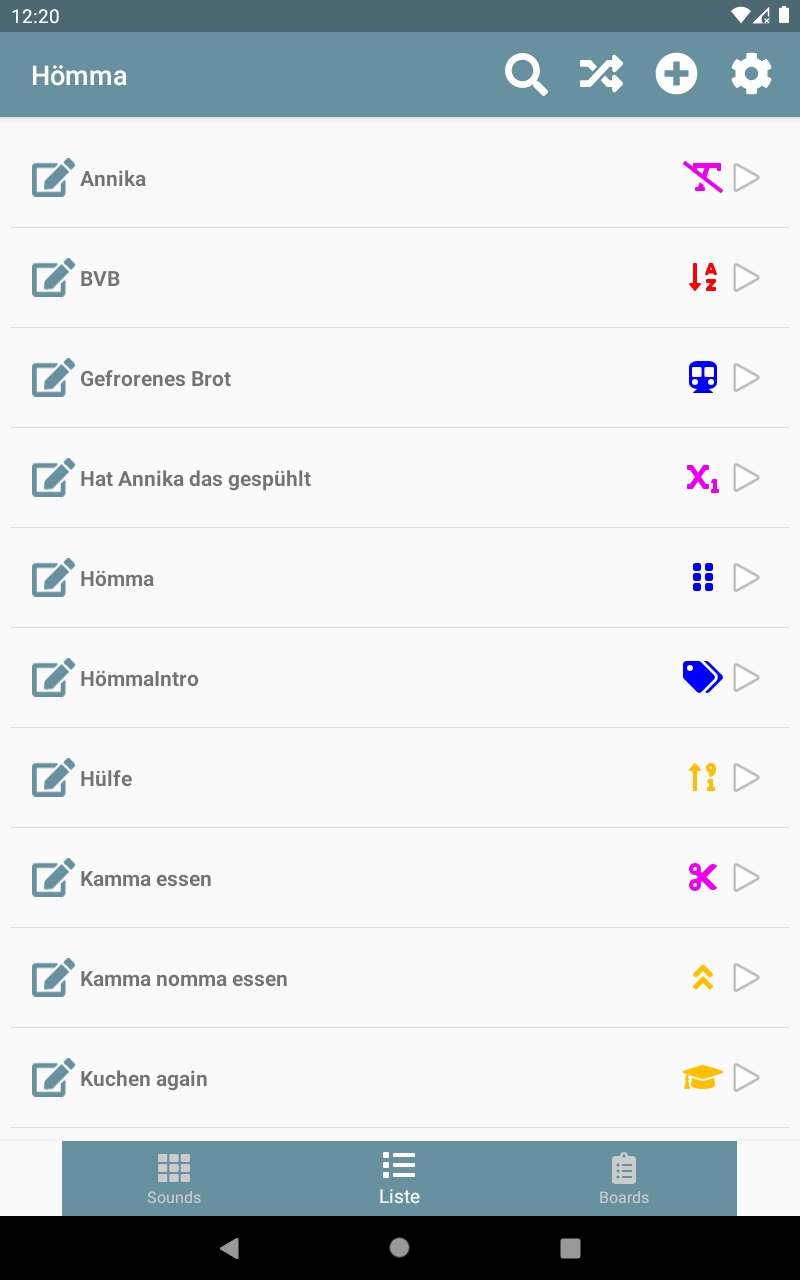 12:20
Hömma
Annika
BVB
Gefrorenes Brot
Hat Annika das gespühlt
Hömma
HömmaIntro
Hülfe
Kamma essen
Kamma nomma essen
Kuchen again
Sounds
Liste
Boards